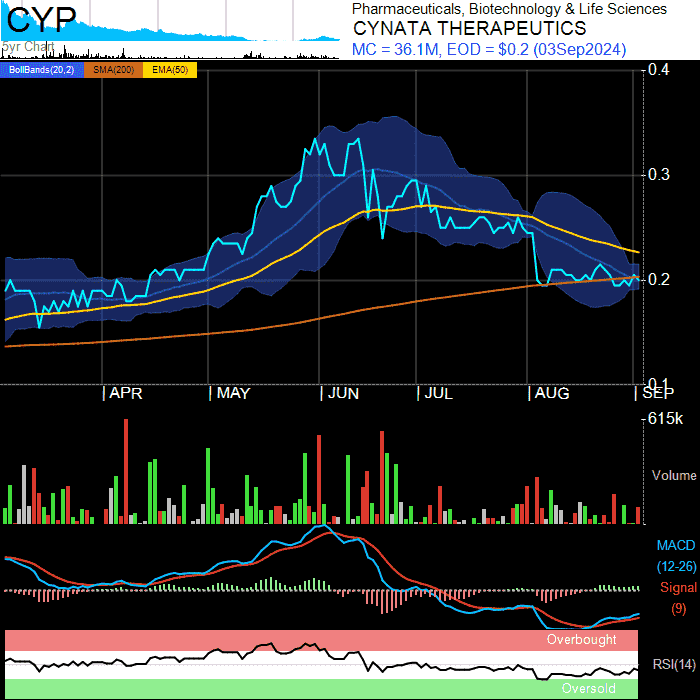 CYP
5yr Chart
Pharmaceuticals, Biotechnology & Life Sciences
CYNATA THERAPEUTICS
MC = 36.1M, EOD = $0.2 (03Sep2024)
BollBands(20,2) SMA(200) EMA(50)
0.4
0.3
0.2
0.1
APR MAY JUN JUL AUG SEP
615k
Volume
MACD
(12-26)
Signal
(9)
Overbought
RSI(14)
Oversold